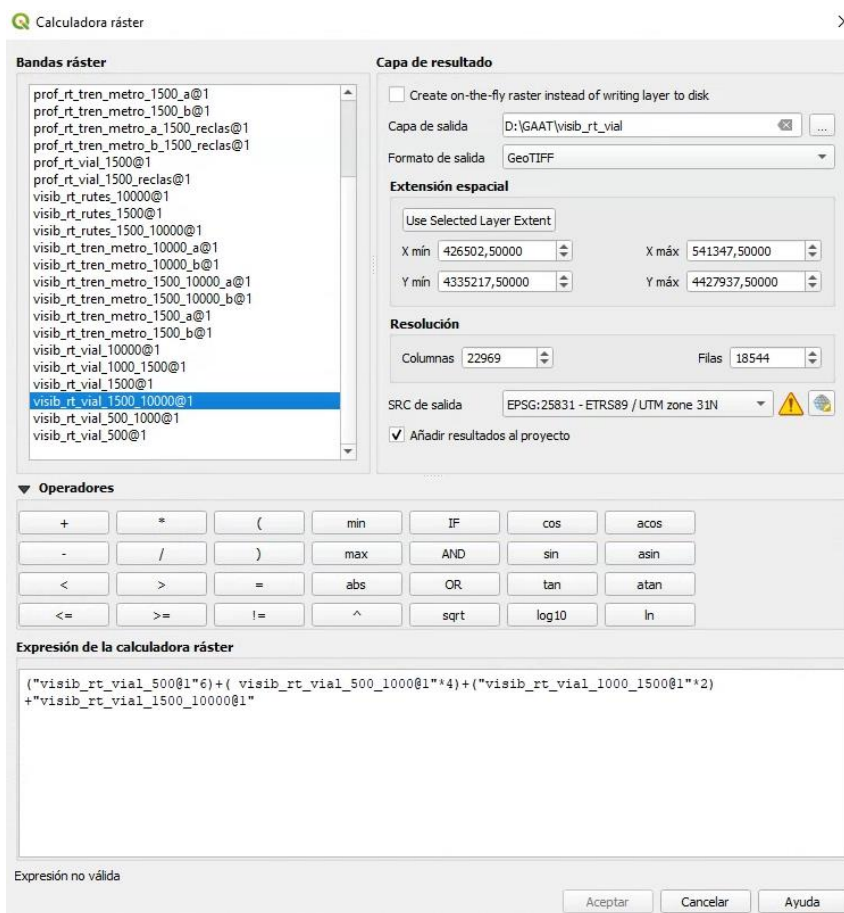 Calculadora ráster
Bandas ráster
prof_rt_tren_metro_1500_a@1
prof_rt_tren_metro_1500_b@1
prof_rt_tren_metro_a_1500_reclas@1
prof_rt_tren_metro_b_1500_reclas@1
prof_rt_vial_1500@1
prof_rt_vial_1500_reclas@1
visib_rt_rutes_10000@1
visib_rt_rutes_1500@1
visib_rt_rutes_1500_10000@1
visib_rt_tren_metro_10000_a@1
visib_rt_tren_metro_10000_b@1
visib_rt_tren_metro_1500_10000_a@1
visib_rt_tren_metro_1500_10000_b@1
visib_rt_tren_metro_1500_a@1
visib_rt_tren_metro_1500_b@1
visib_rt_vial_10000@1
visib_rt_vial_1000_1500@1
visib_rt_vial_1500@1
visib_rt_vial_1500_10000@1
visib_rt_vial_500_1000@1
visib_rt_vial_500@1
Capa de resultado
Create on-the-fly raster instead of writing layer to disk
Capa de salida D:\GAAT\visib_rt_vial ...
Formato de salida GeoTIFF
Extensión espacial
Use Selected Layer Extent
X mín 426502,50000 X máx 541347,50000
Y mín 4335217,50000 Y máx 4427937,50000
Resolución
Columnas 22969 Filas 18544
SRC de salida EPSG:25831 - ETRS89 / UTM zone 31N
Añadir resultados al proyecto
Operadores
+ * ( min IF cos acos
- / ) max AND sin asin
< > = abs OR tan atan
<= >= != ^ sqrt log10 ln
Expresión de la calculadora ráster
("visib_rt_vial_500@1"6)+( visib_rt_vial_500_1000@1"*4)+("visib_rt_vial_1000_1500@1"*2)
+"visib_rt_vial_1500_10000@1"
Expresión no válida
Aceptar Cancelar Ayuda